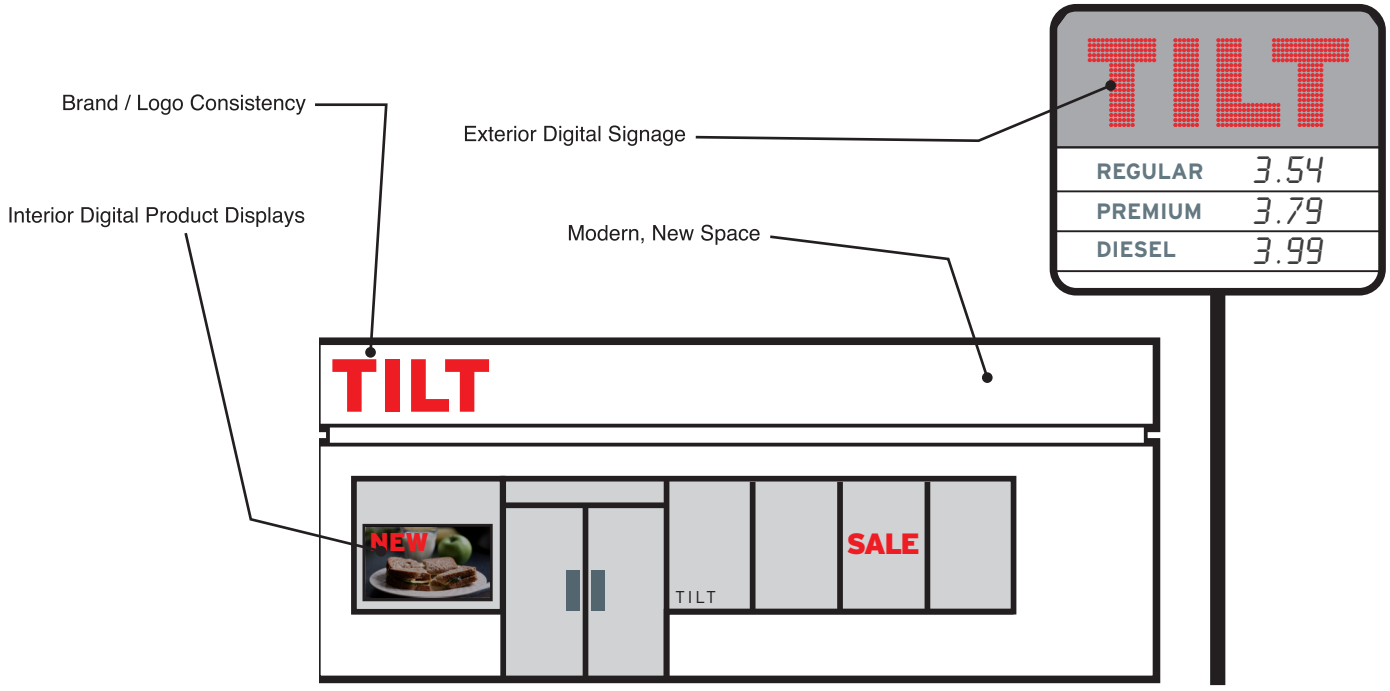 TILT
Brand / Logo Consistency
Exterior Digital Signage
REGULAR 3.54
PREMIUM 3.79
DIESEL 3.99
Interior Digital Product Displays
Modern, New Space
TILT
NEW
SALE
TILT